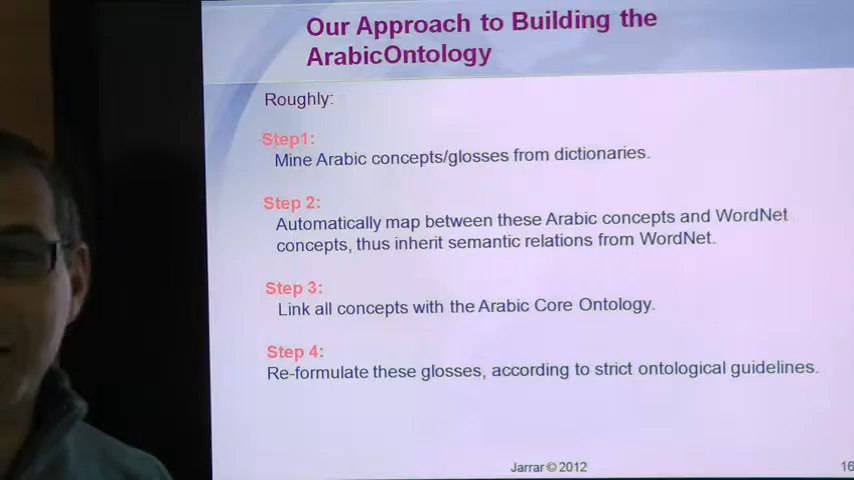 Our Approach to Building the
ArabicOntology
Roughly:
Step1:
Mine Arabic concepts/glosses from dictionaries.
Step 2:
Automatically map between these Arabic concepts and WordNet
concepts, thus inherit semantic relations from WordNet.
Step 3:
Link all concepts with the Arabic Core Ontology.
Step 4:
Re-formulate these glosses, according to strict ontological guidelines.
Jarrar © 2012
16